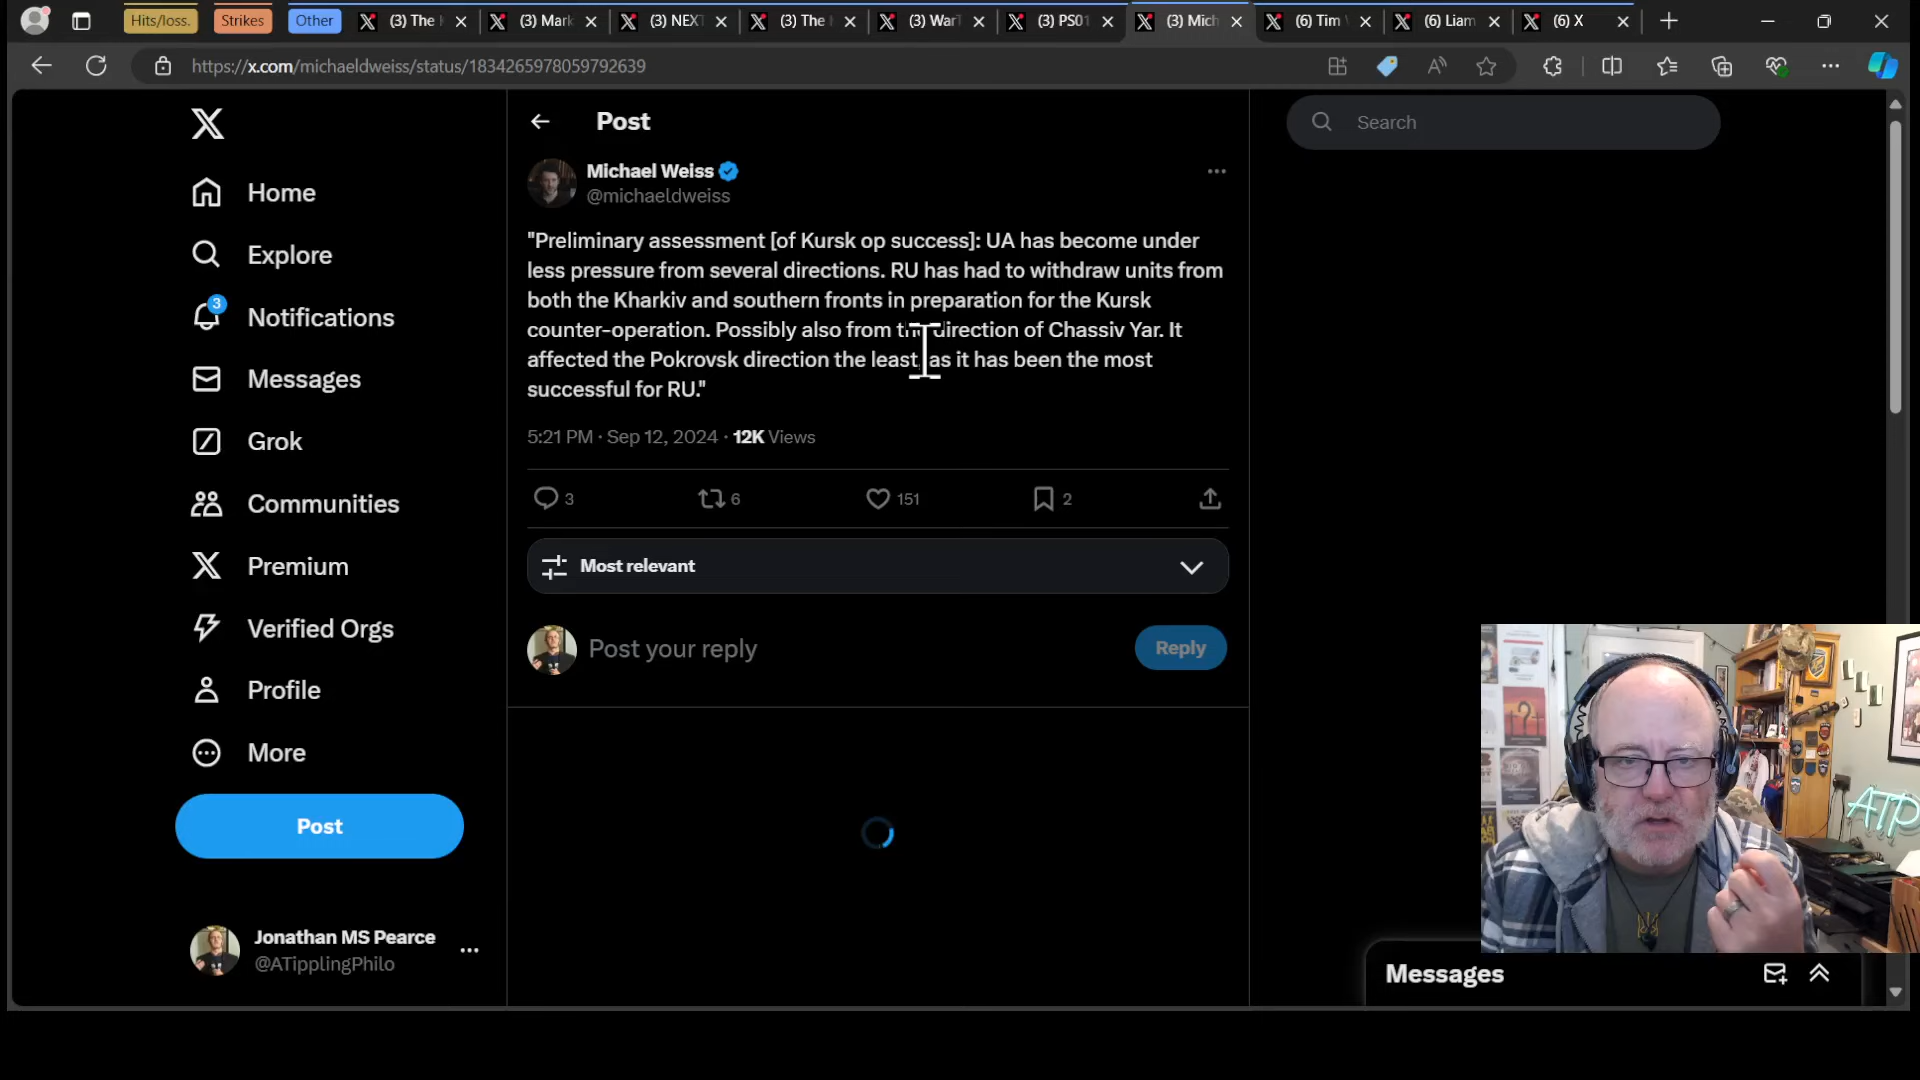 Hits/loss.
Strikes
Other
(3) The
(3) Mark
(3) NEXT
(3) The
(3) War
(3) PS01
(3) Mich
(6) Tim
(6) Liam
(6) X
https://x.com/michaeldweiss/status/1834265978059792639
Post
Search
Michael Weiss
@michaeldweiss
"Preliminary assessment [of Kursk op success]: UA has become under
less pressure from several directions. RU has had to withdraw units from
both the Kharkiv and southern fronts in preparation for the Kursk
counter-operation. Possibly also from the direction of Chassiv Yar. It
affected the Pokrovsk direction the least, as it has been the most
successful for RU."
5:21 PM · Sep 12, 2024 · 12K Views
3
6
151
2
Most relevant
Post your reply
Reply
Home
Explore
3
Notifications
Messages
Grok
Communities
Premium
Verified Orgs
Profile
More
Post
Jonathan MS Pearce
@ATipplingPhilo
ATP
Messages